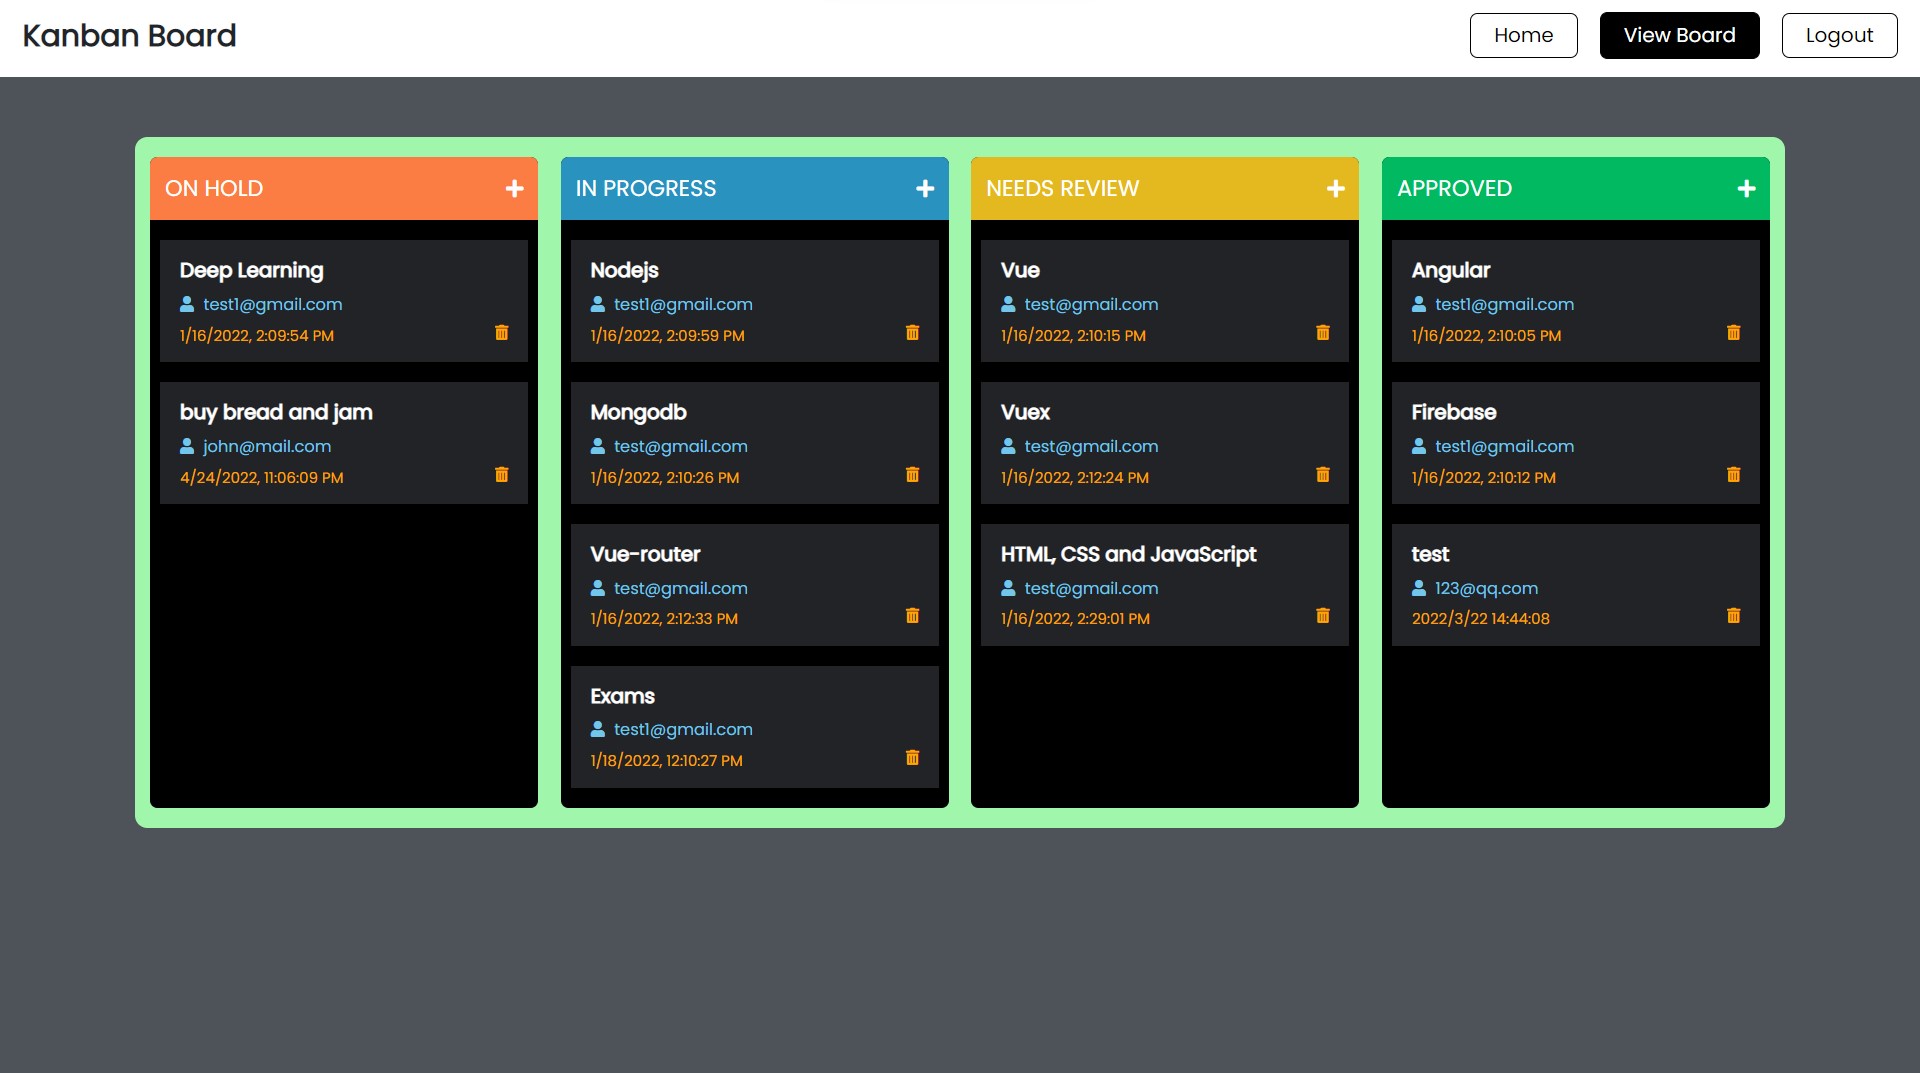 Kanban Board
Home
View Board
Logout
ON HOLD
Deep Learning
test1@gmail.com
1/16/2022, 2:09:54 PM
buy bread and jam
john@mail.com
4/24/2022, 11:06:09 PM
IN PROGRESS
Nodejs
test1@gmail.com
1/16/2022, 2:09:59 PM
Mongodb
test@gmail.com
1/16/2022, 2:10:26 PM
Vue-router
test@gmail.com
1/16/2022, 2:12:33 PM
Exams
test1@gmail.com
1/18/2022, 12:10:27 PM
NEEDS REVIEW
Vue
test@gmail.com
1/16/2022, 2:10:15 PM
Vuex
test@gmail.com
1/16/2022, 2:12:24 PM
HTML, CSS and JavaScript
test@gmail.com
1/16/2022, 2:29:01 PM
APPROVED
Angular
test1@gmail.com
1/16/2022, 2:10:05 PM
Firebase
test1@gmail.com
1/16/2022, 2:10:12 PM
test
123@qq.com
2022/3/22 14:44:08